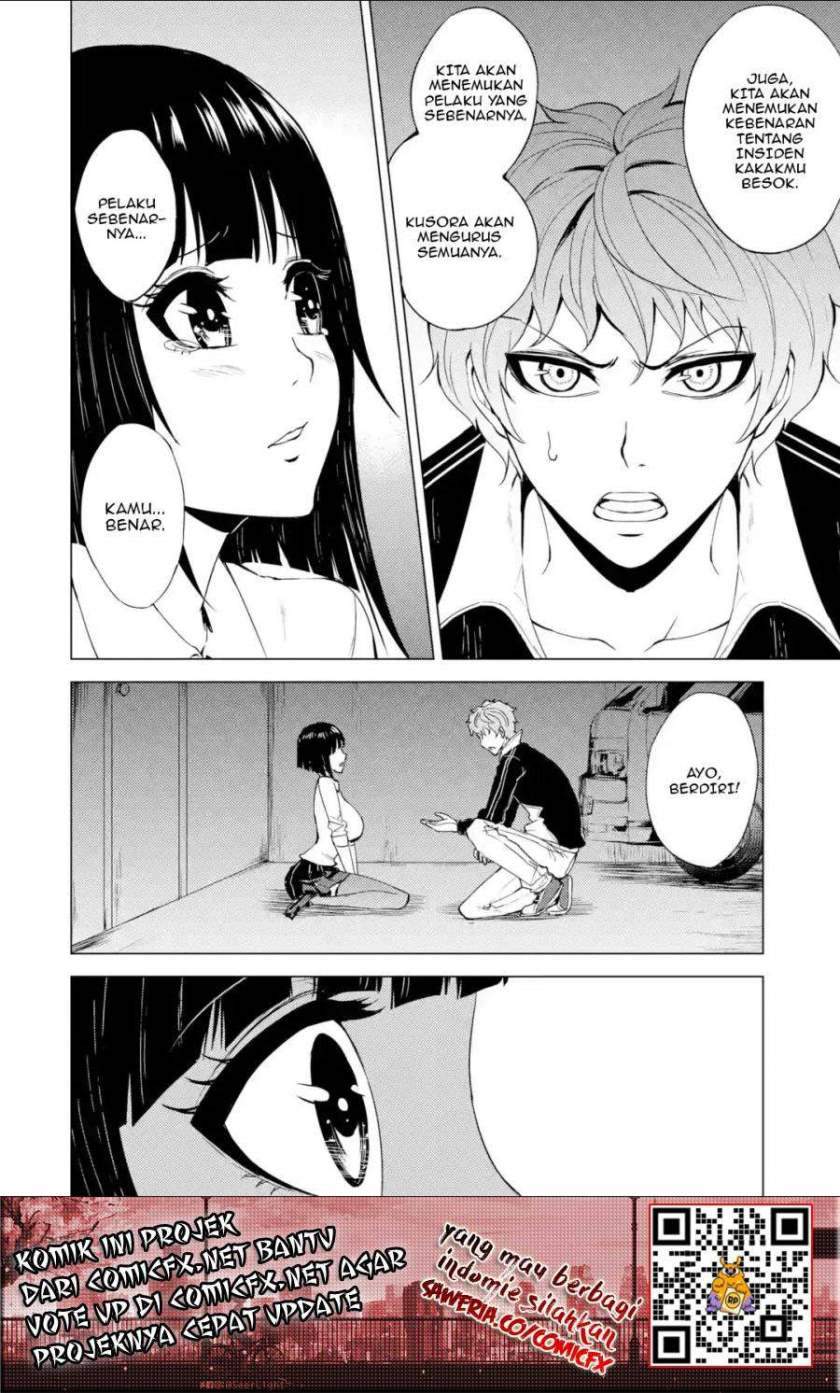 JUGA,
KITA AKAN
MENEMUKAN
KEBENARAN
TENTANG
INSIDEN
KAKAKMU
BESOK.
KITA AKAN
MENEMUKAN
PELAKU YANG
SEBENARNYA.
KUSORA AKAN
MENGURUS
SEMUANYA.
PELAKU
SEBENAR-
NYA...
KAMU...
BENAR.
AYO,
BERDIRI!
KOMIK INI PROJEK
DARI COMICFX.NET BANTU
VOTE UP DI COMICFX.NET AGAR
PROJEKNYA CEPAT UPDATE
yang mau berbagi
indomie silahkan
SAWERIA.CO/COMICFX
RP